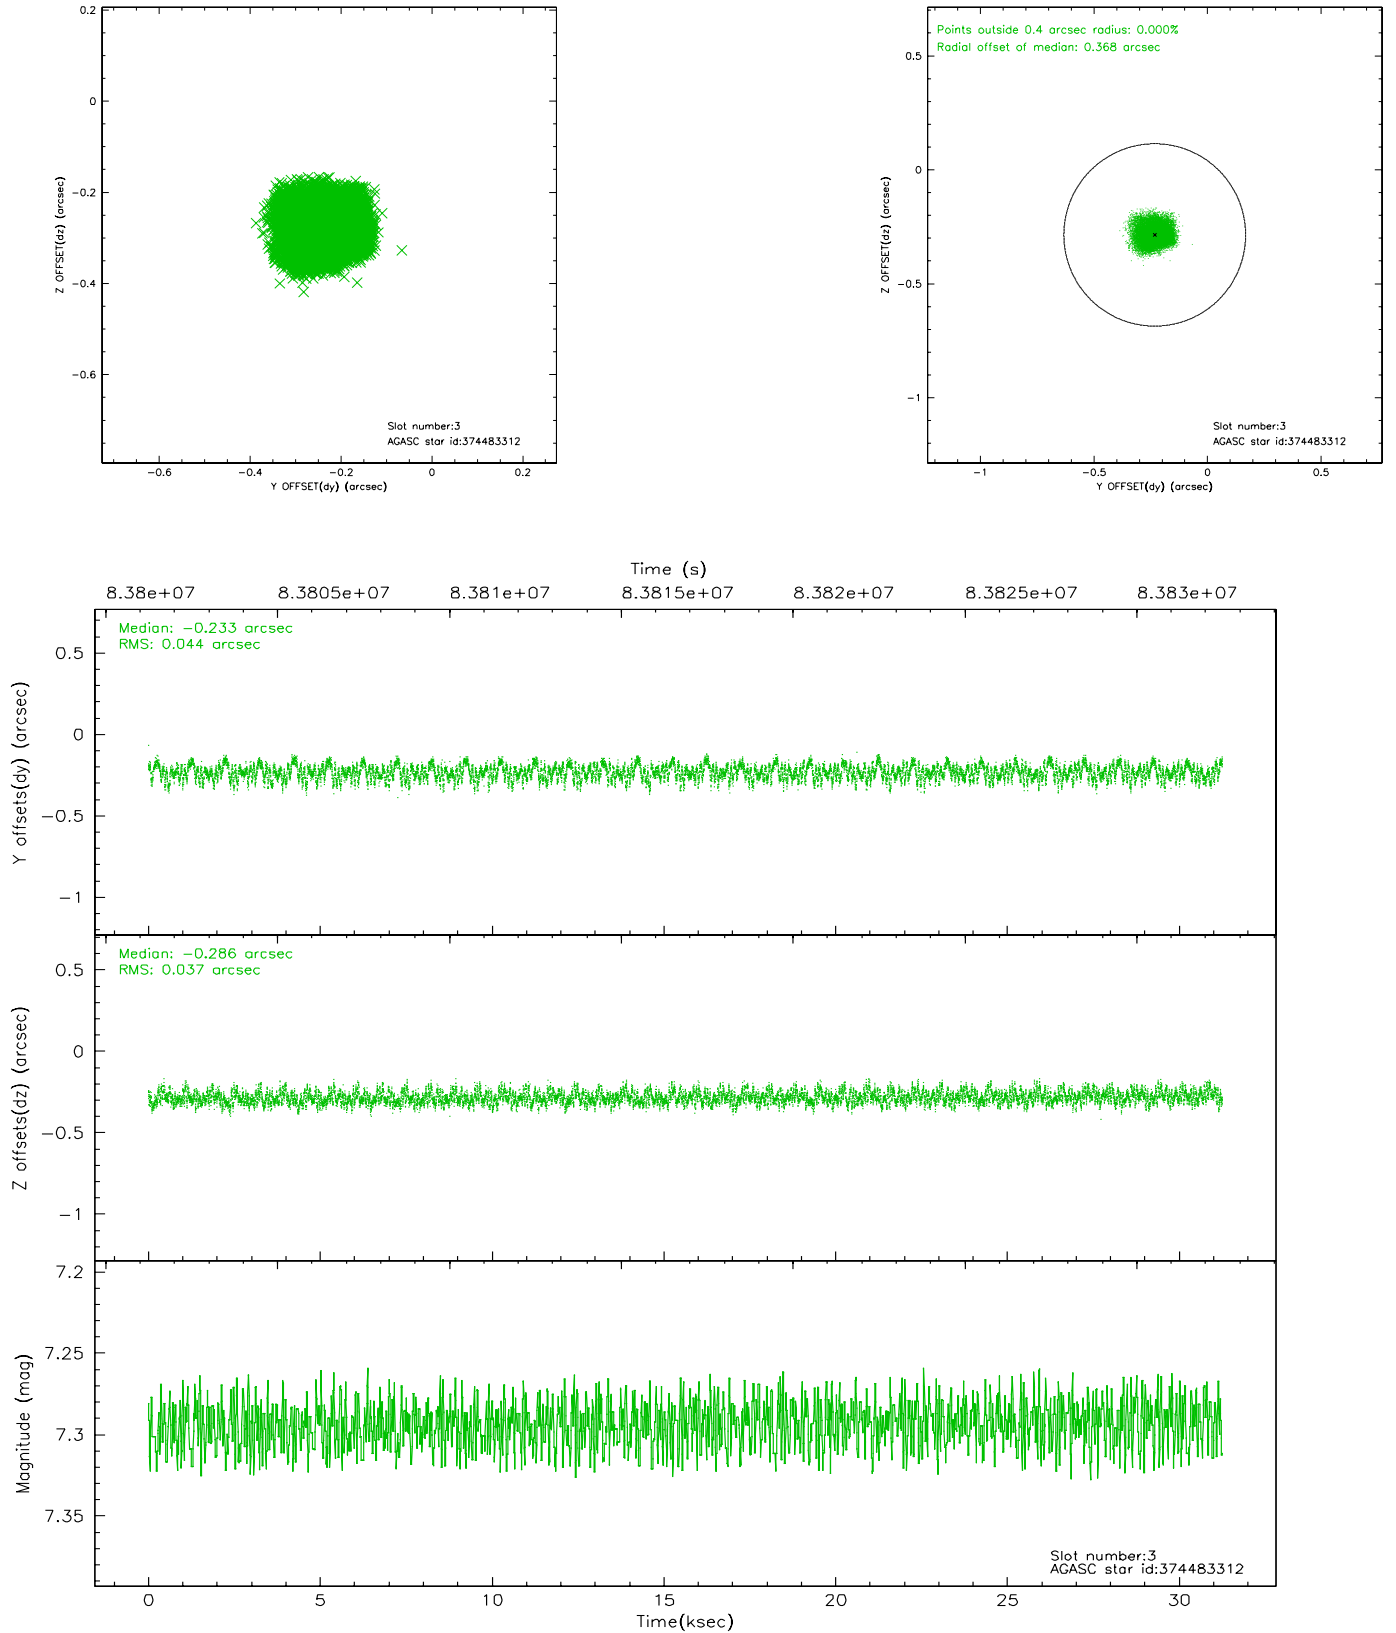 0.2
0
−0.2
−0.4
−0.6
Z OFFSET(dz) (arcsec)
Slot number:3
AGASC star id:374483312
−0.6 −0.4 −0.2 0 0.2
Y OFFSET(dy) (arcsec)
Points outside 0.4 arcsec radius: 0.000%
Radial offset of median: 0.368 arcsec
0.5
0
−0.5
−1
Z OFFSET(dz) (arcsec)
Slot number:3
AGASC star id:374483312
−1 −0.5 0 0.5
Y OFFSET(dy) (arcsec)
Time (s)
8.38e+07 8.3805e+07 8.381e+07 8.3815e+07 8.382e+07 8.3825e+07 8.383e+07
Median: −0.233 arcsec
RMS: 0.044 arcsec
0.5
0
−0.5
−1
Y offsets(dy) (arcsec)
Median: −0.286 arcsec
RMS: 0.037 arcsec
0.5
0
−0.5
−1
Z offsets(dz) (arcsec)
7.2
7.25
7.3
7.35
Magnitude (mag)
Slot number:3
AGASC star id:374483312
0 5 10 15 20 25 30
Time(ksec)